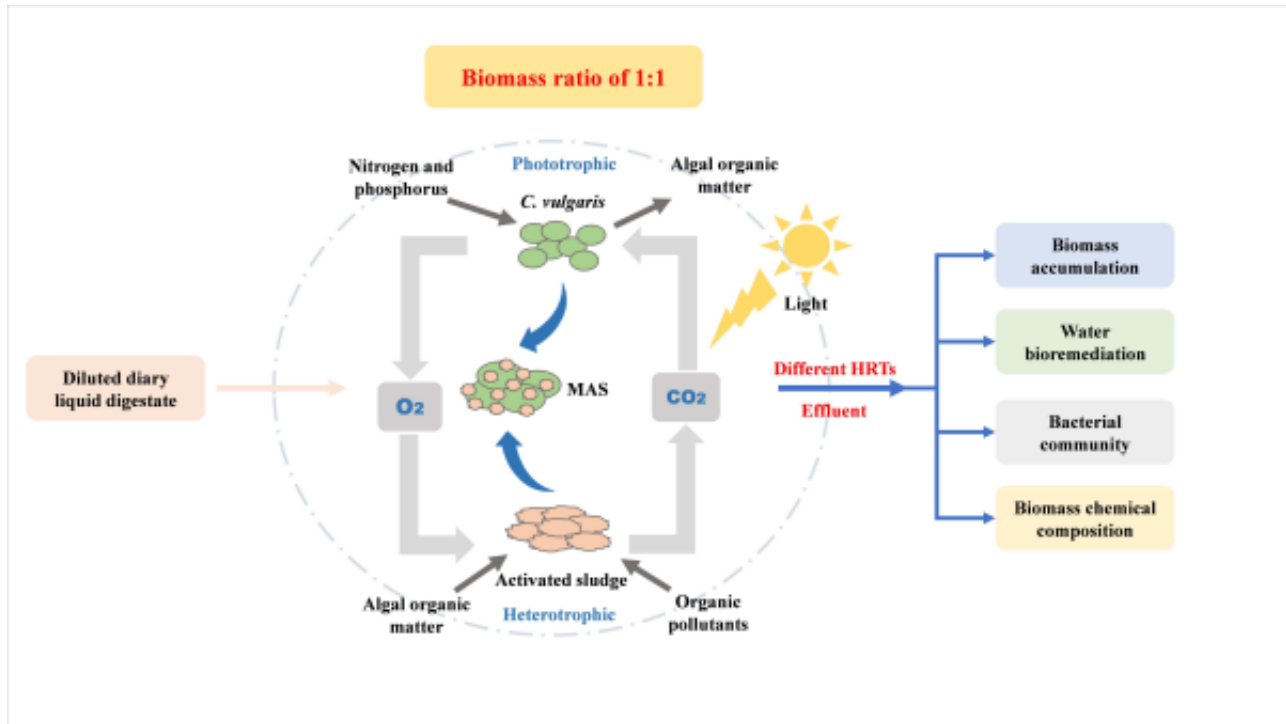 Biomass ratio of 1:1
Nitrogen and
phosphorus
Phototrophic
C. vulgaris
Algal organic
matter
Light
Diluted diary
liquid digestate
O2
MAS
CO2
Different HRTs
Effluent
Activated sludge
Heterotrophic
Algal organic
matter
Organic
pollutants
Biomass
accumulation
Water
bioremediation
Bacterial
community
Biomass chemical
composition